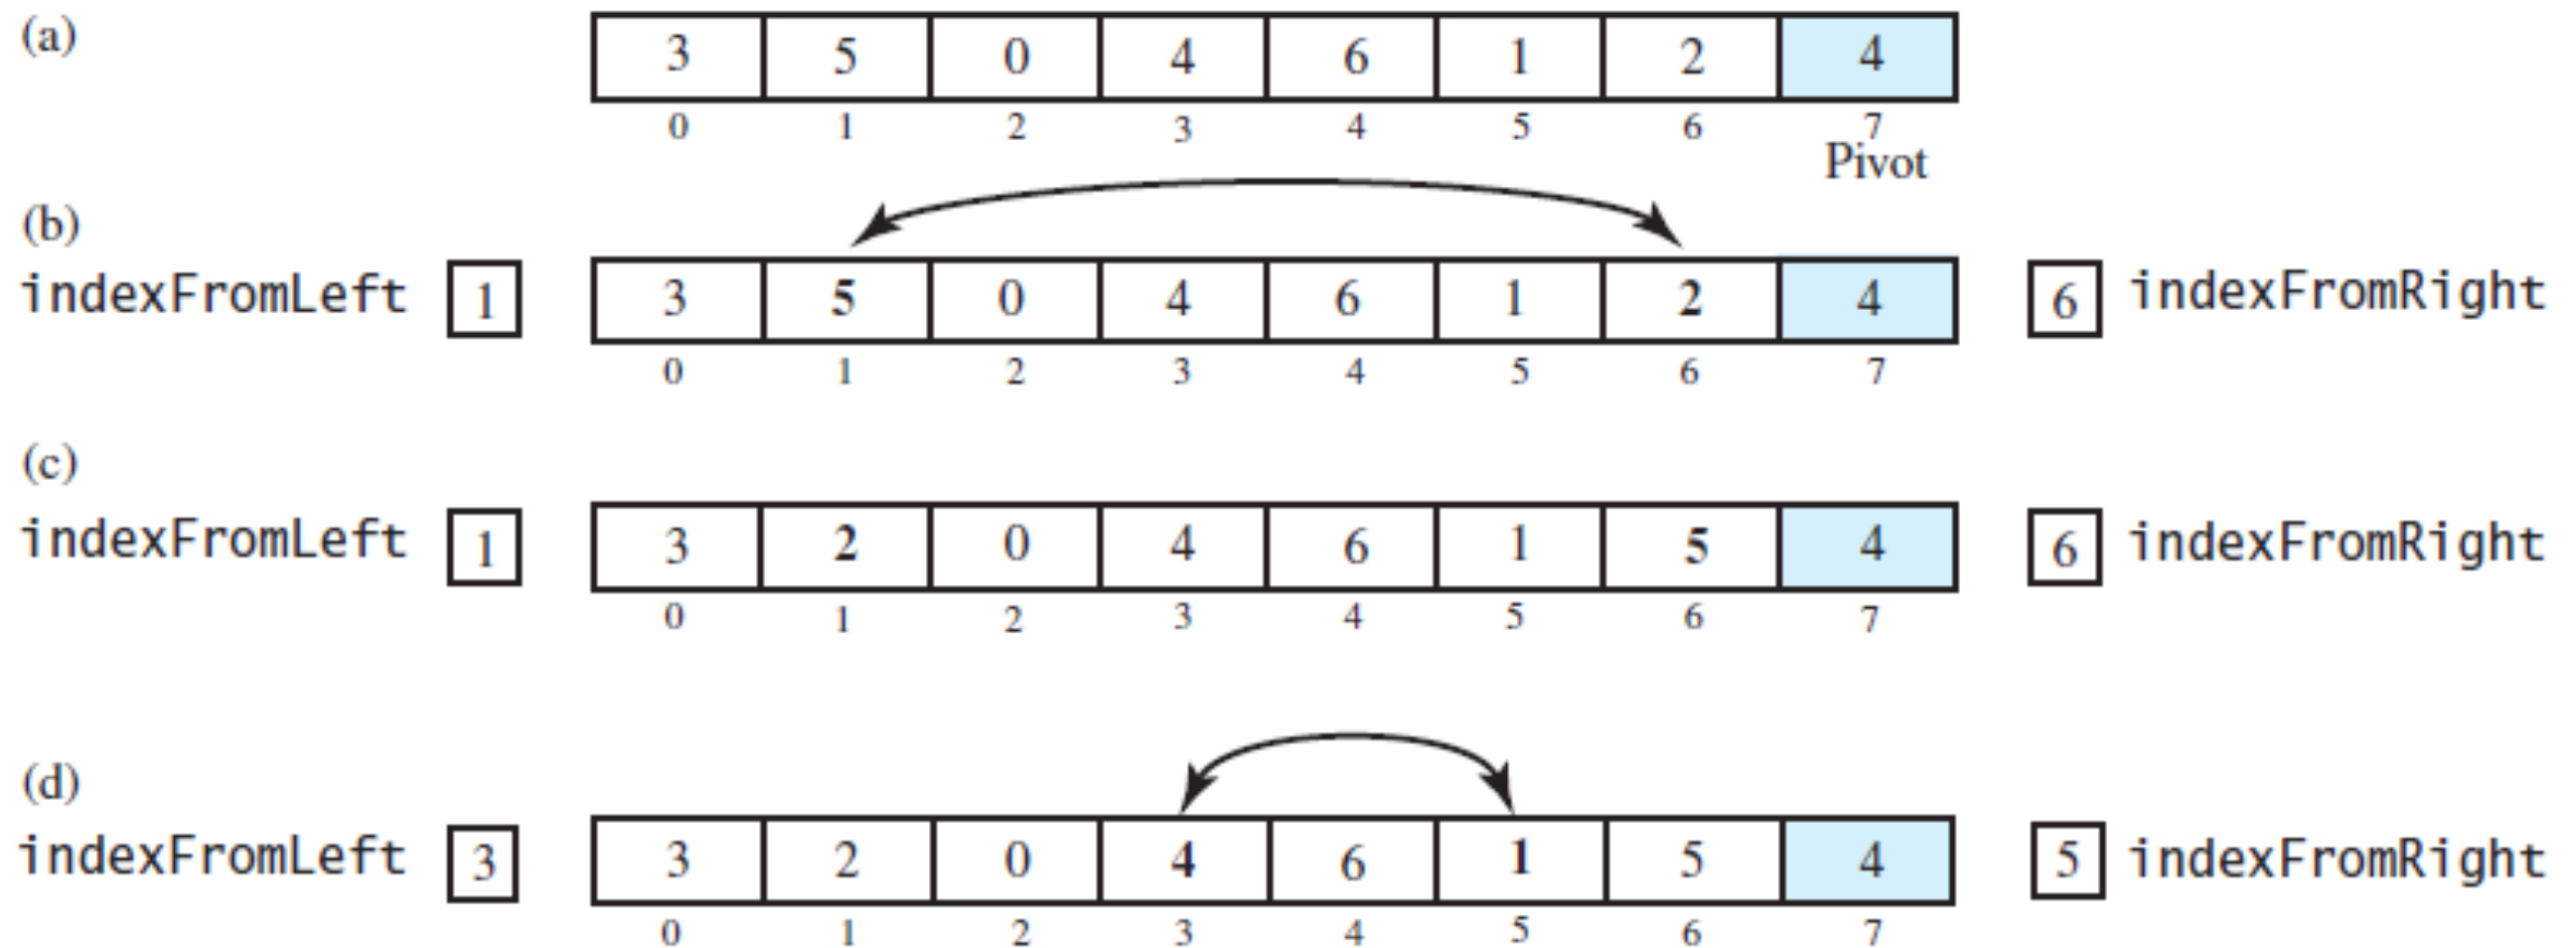 (a)
3 5 0 4 6 1 2 4
0 1 2 3 4 5 6 7
Pivot
(b)
indexFromLeft 1 3 5 0 4 6 1 2 4 6 indexFromRight
0 1 2 3 4 5 6 7
(c)
indexFromLeft 1 3 2 0 4 6 1 5 4 6 indexFromRight
0 1 2 3 4 5 6 7
(d)
indexFromLeft 3 3 2 0 4 6 1 5 4 5 indexFromRight
0 1 2 3 4 5 6 7